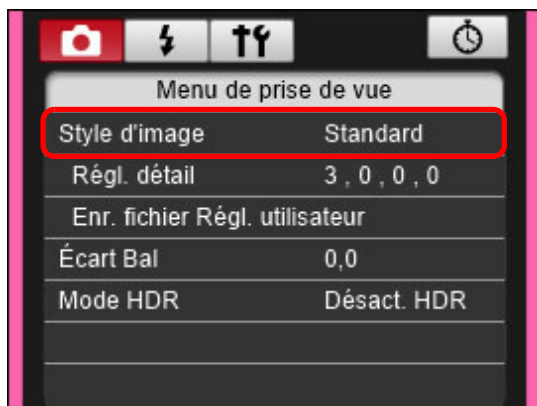 Menu de prise de vue
Style d'image Standard
Régl. détail 3 , 0 , 0 , 0
Enr. fichier Régl. utilisateur
Écart Bal 0,0
Mode HDR Désact. HDR